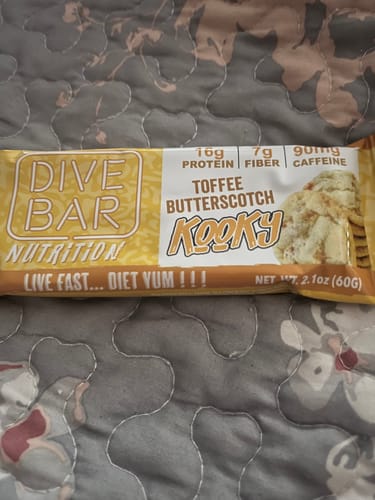 DIVE
BAR
NUTRITION
16g | 7g | 90mg
PROTEIN | FIBER | CAFFEINE
TOFFEE
BUTTERSCOTCH
KOOKY
LIVE FAST... DIET YUM !!!
NET WT. 2.1oz (60G)